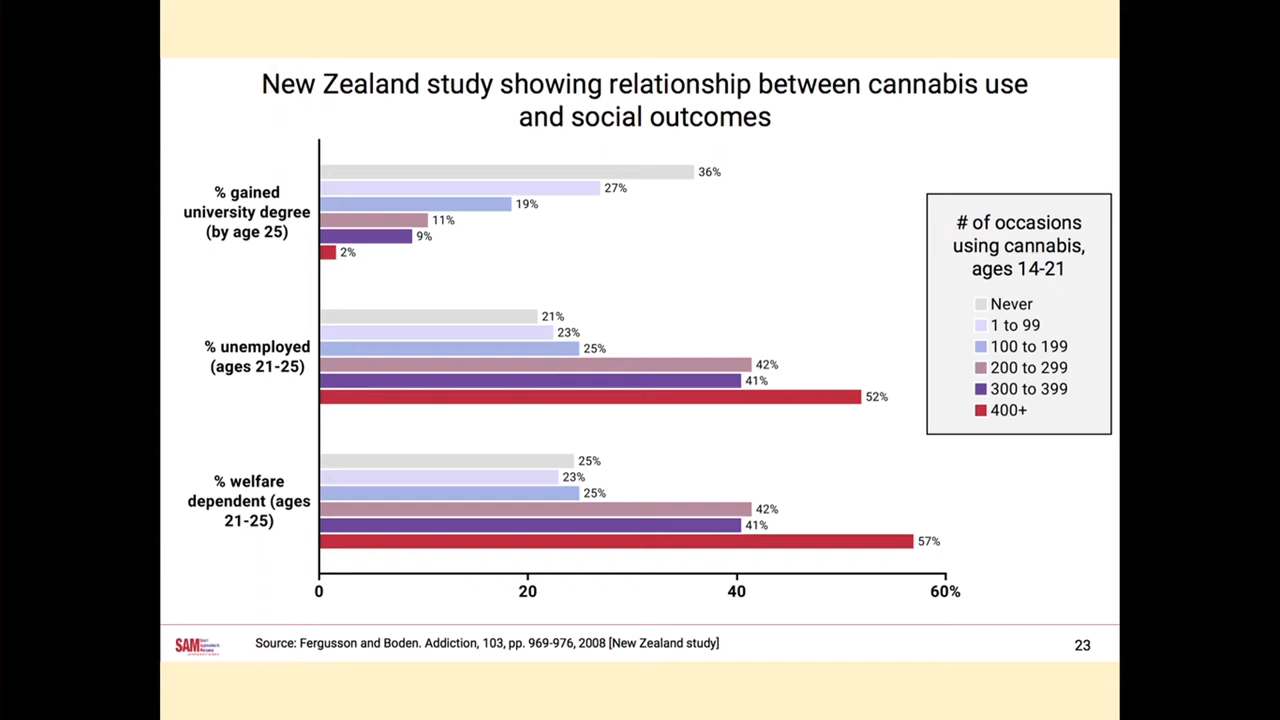 New Zealand study showing relationship between cannabis use
and social outcomes
% gained
university degree
(by age 25)
36%
27%
19%
11%
9%
2%
% unemployed
(ages 21-25)
21%
23%
25%
42%
41%
52%
% welfare
dependent (ages
21-25)
25%
23%
25%
42%
41%
57%
0
20
40
60%
# of occasions
using cannabis,
ages 14-21
Never
1 to 99
100 to 199
200 to 299
300 to 399
400+
SAM
Source: Fergusson and Boden. Addiction, 103, pp. 969-976, 2008 [New Zealand study]
23